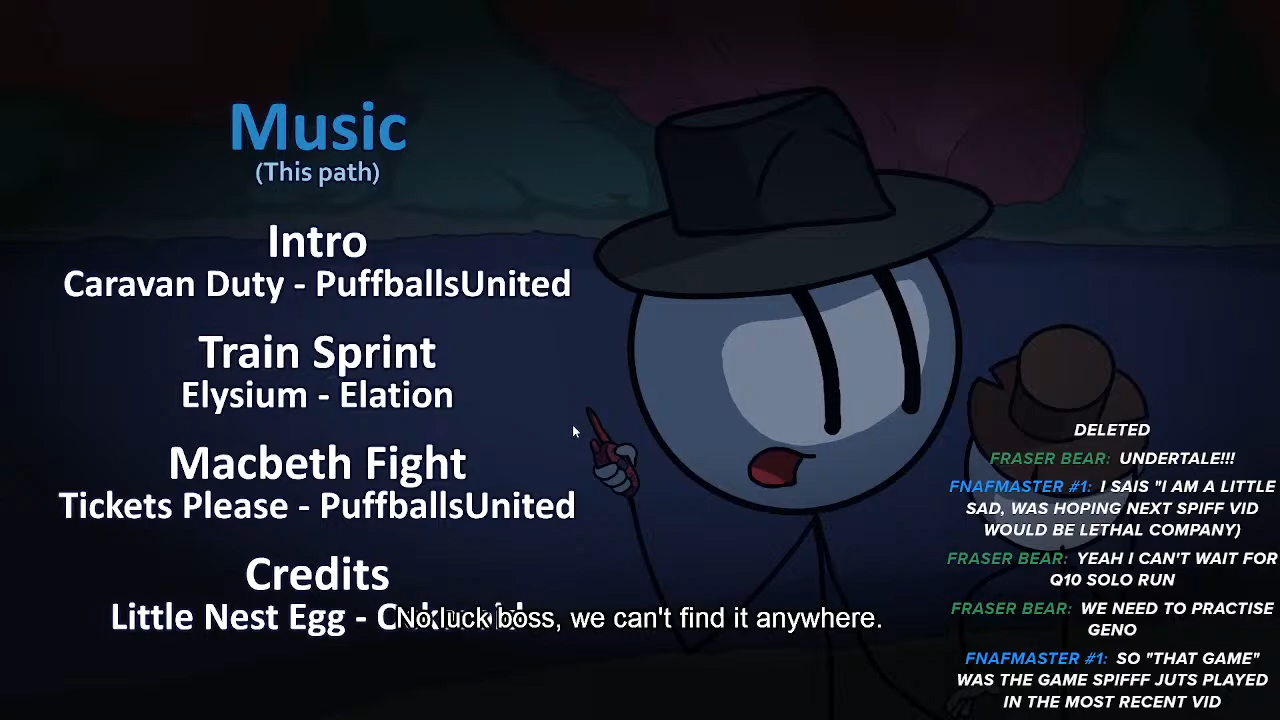 Music
(This path)
Intro
Caravan Duty - PuffballsUnited
Train Sprint
Elysium - Elation
Macbeth Fight
Tickets Please - PuffballsUnited
Credits
Little Nest Egg -
No luck boss, we can't find it anywhere.
DELETED
FRASER BEAR: UNDERTALE!!!
FNAFMASTER #1: I SAIS "I AM A LITTLE
SAD, WAS HOPING NEXT SPIFF VID
WOULD BE LETHAL COMPANY)
FRASER BEAR: YEAH I CAN'T WAIT FOR
Q10 SOLO RUN
FRASER BEAR: WE NEED TO PRACTISE
GENO
FNAFMASTER #1: SO "THAT GAME"
WAS THE GAME SPIFFF JUTS PLAYED
IN THE MOST RECENT VID